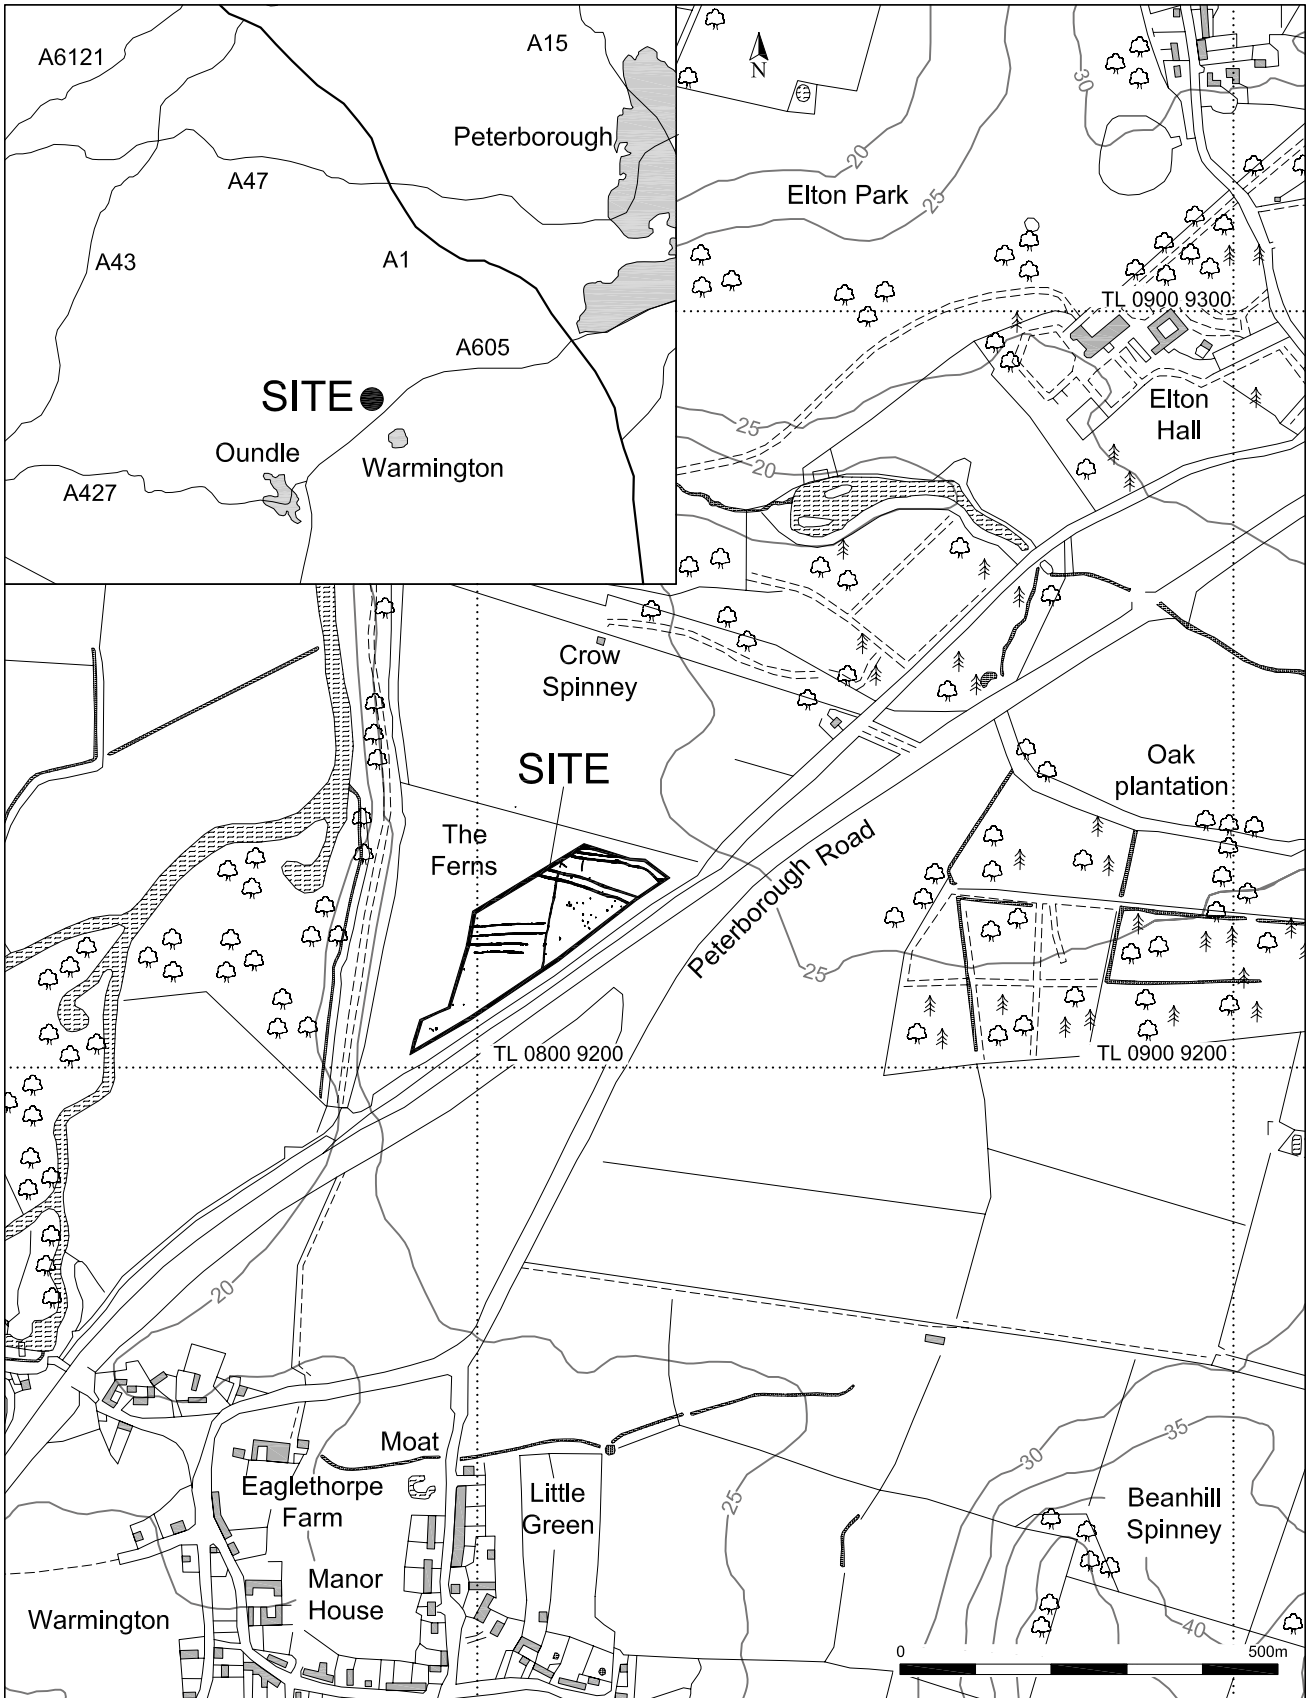 A6121
A15
Peterborough
A47
A43
A1
A605
SITE
Oundle
Warmington
A427
N
30
20
25
Elton Park
TL 0900 9300
Elton
Hall
25
20
Crow
Spinney
SITE
The
Ferns
Oak
plantation
Peterborough Road
25
TL 0800 9200
TL 0900 9200
20
Moat
Eaglethorpe
Farm
Little
Green
Manor
House
Warmington
25
30
35
Beanhill
Spinney
40
0
500m